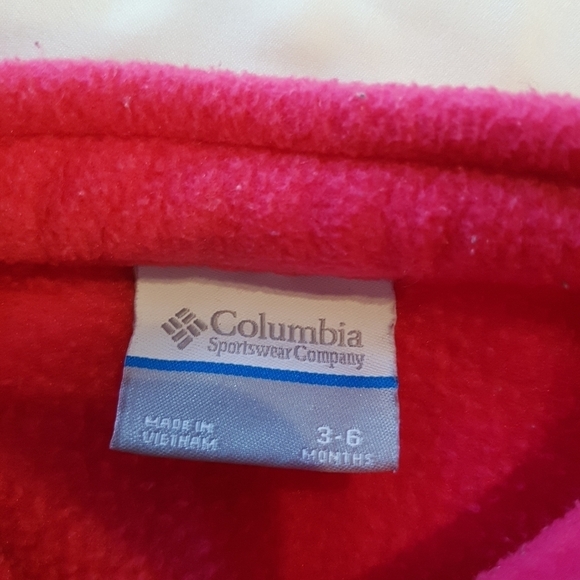 Columbia
Sportswear Company
MADE IN
VIETNAM
3-6
MONTHS